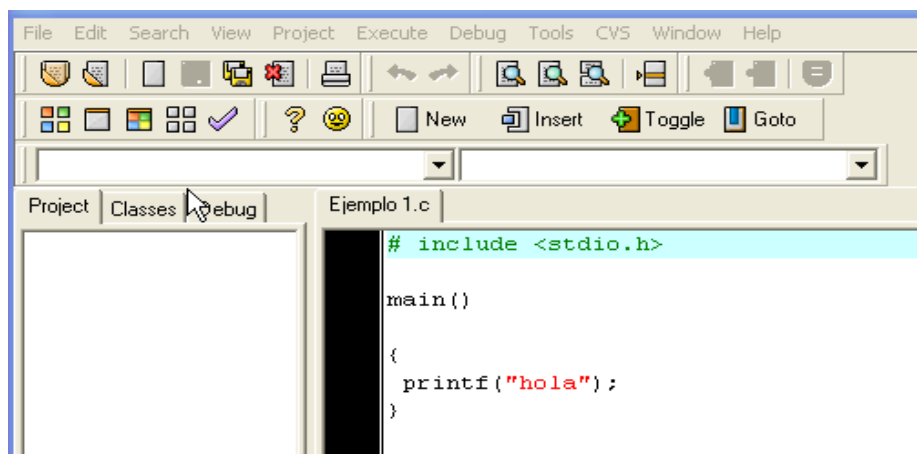 File Edit Search View Project Execute Debug Tools CVS Window Help
New Insert Toggle Goto
Project Classes Debug Ejemplo 1.c
# include <stdio.h>
main()
{
printf("hola");
}